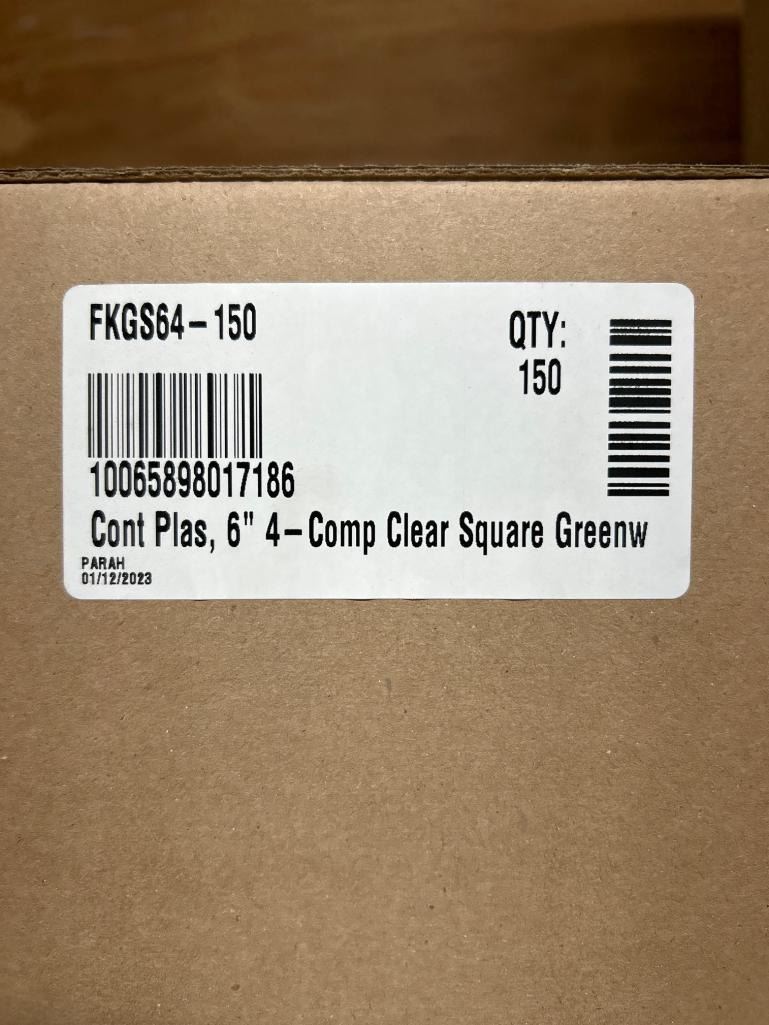 FKGS64-150
QTY:
150
10065898017186
Cont Plas, 6" 4-Comp Clear Square Greenw
PARAH
01/12/2023